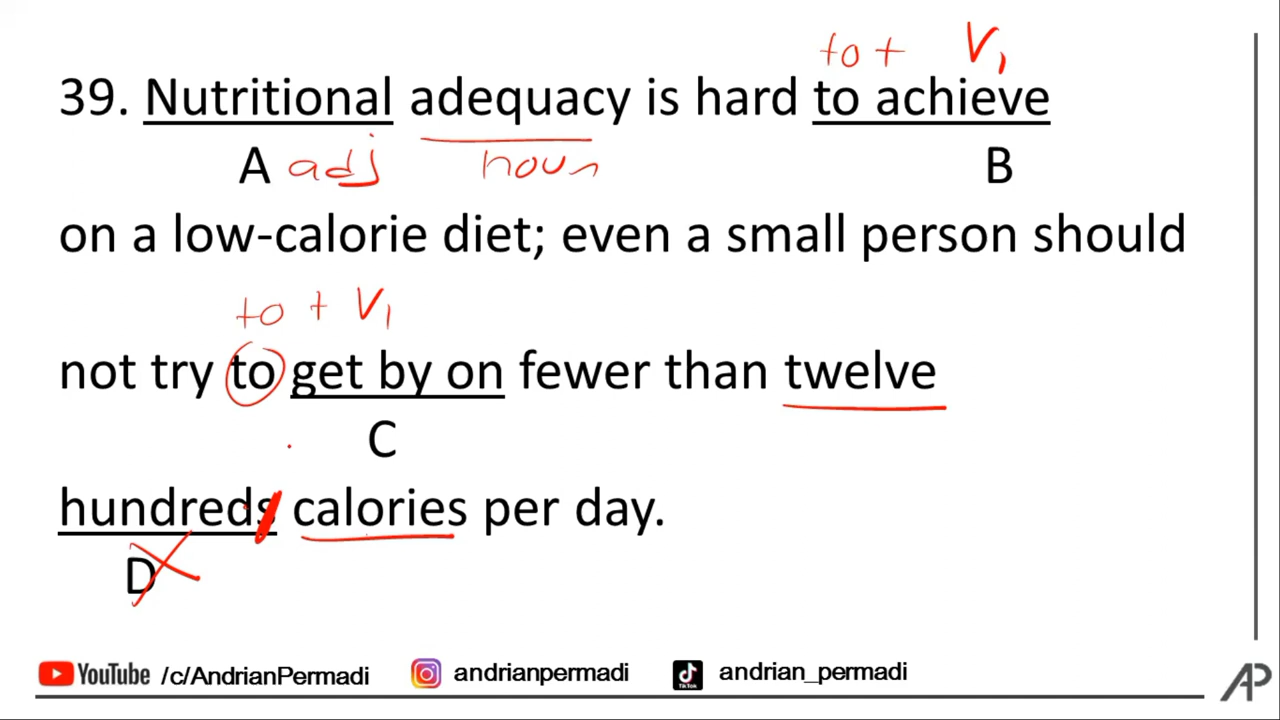 to + V1
39. Nutritional adequacy is hard to achieve
A adj noun B
on a low-calorie diet; even a small person should
to + V1
not try to get by on fewer than twelve
C
hundreds calories per day.
D
YouTube /c/AndrianPermadi andrianpermadi TikTok andrian_permadi AP